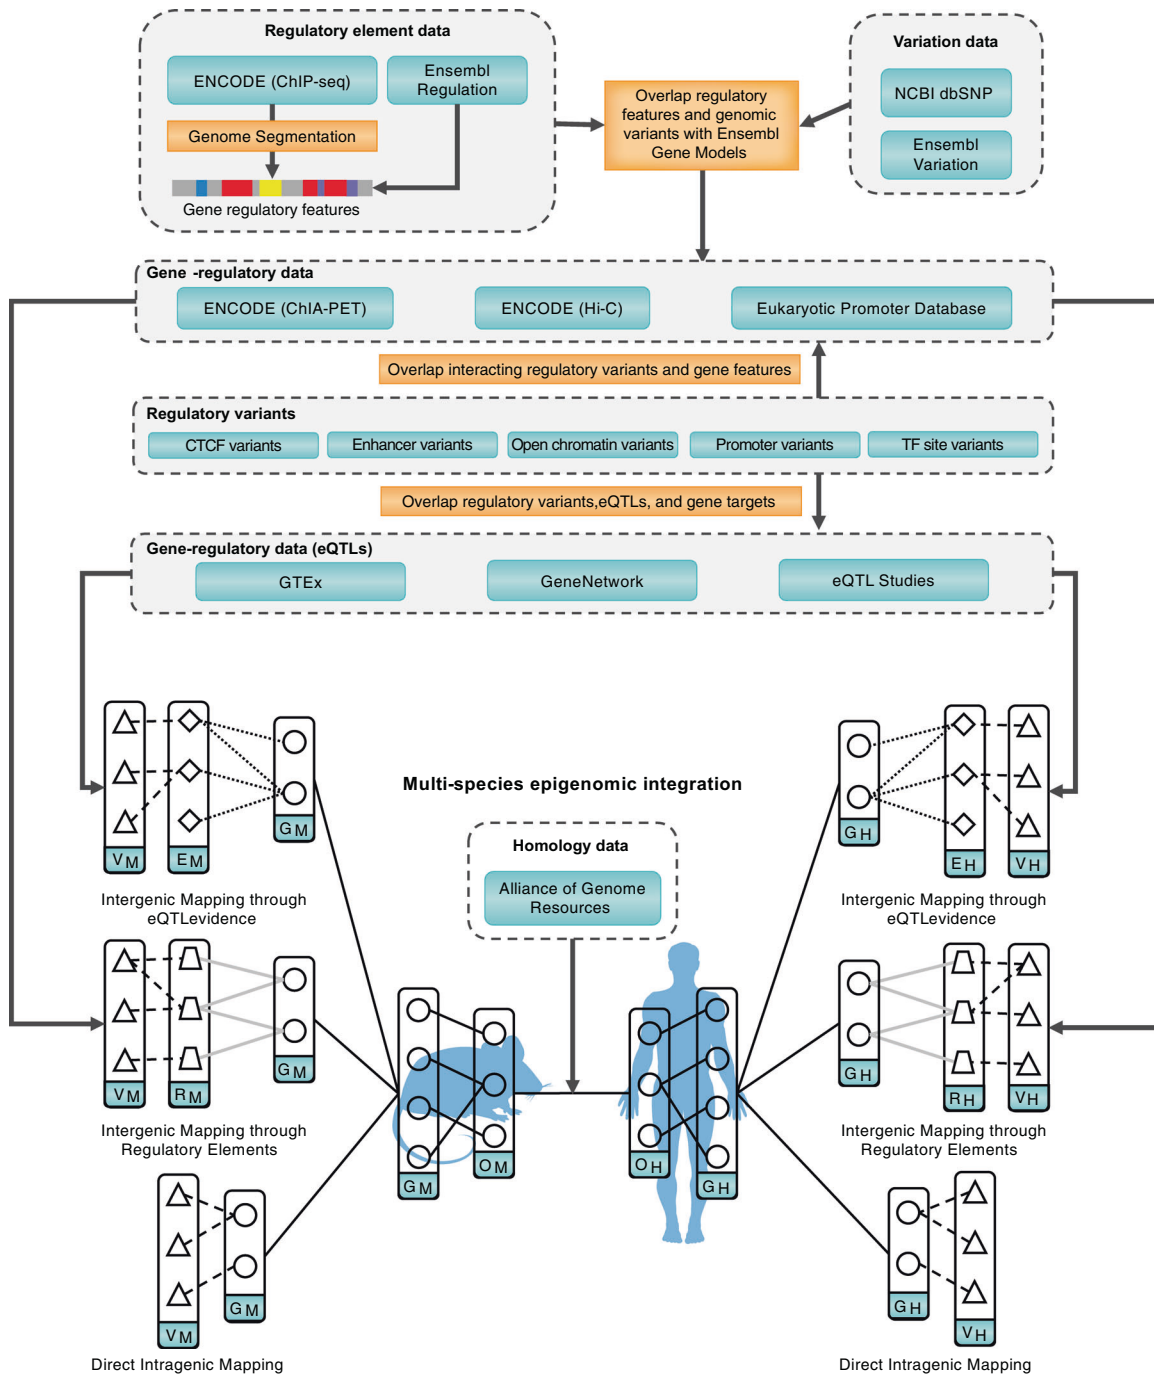 Regulatory element data
ENCODE (ChIP-seq)
Ensembl
Regulation
Genome Segmentation
Gene regulatory features
Overlap regulatory
features and genomic
variants with Ensembl
Gene Models
Variation data
NCBI dbSNP
Ensembl
Variation
Gene -regulatory data
ENCODE (ChIA-PET)
ENCODE (Hi-C)
Eukaryotic Promoter Database
Overlap interacting regulatory variants and gene features
Regulatory variants
CTCF variants
Enhancer variants
Open chromatin variants
Promoter variants
TF site variants
Overlap regulatory variants,eQTLs, and gene targets
Gene-regulatory data (eQTLs)
GTEx
GeneNetwork
eQTL Studies
VM
EM
GM
Intergenic Mapping through
eQTLevidence
GH
EH
VH
Intergenic Mapping through
eQTLevidence
Multi-species epigenomic integration
Homology data
Alliance of Genome
Resources
VM
RM
GM
Intergenic Mapping through
Regulatory Elements
GM
OM
OH
GH
GH
RH
VH
Intergenic Mapping through
Regulatory Elements
VM
GM
Direct Intragenic Mapping
GH
VH
Direct Intragenic Mapping